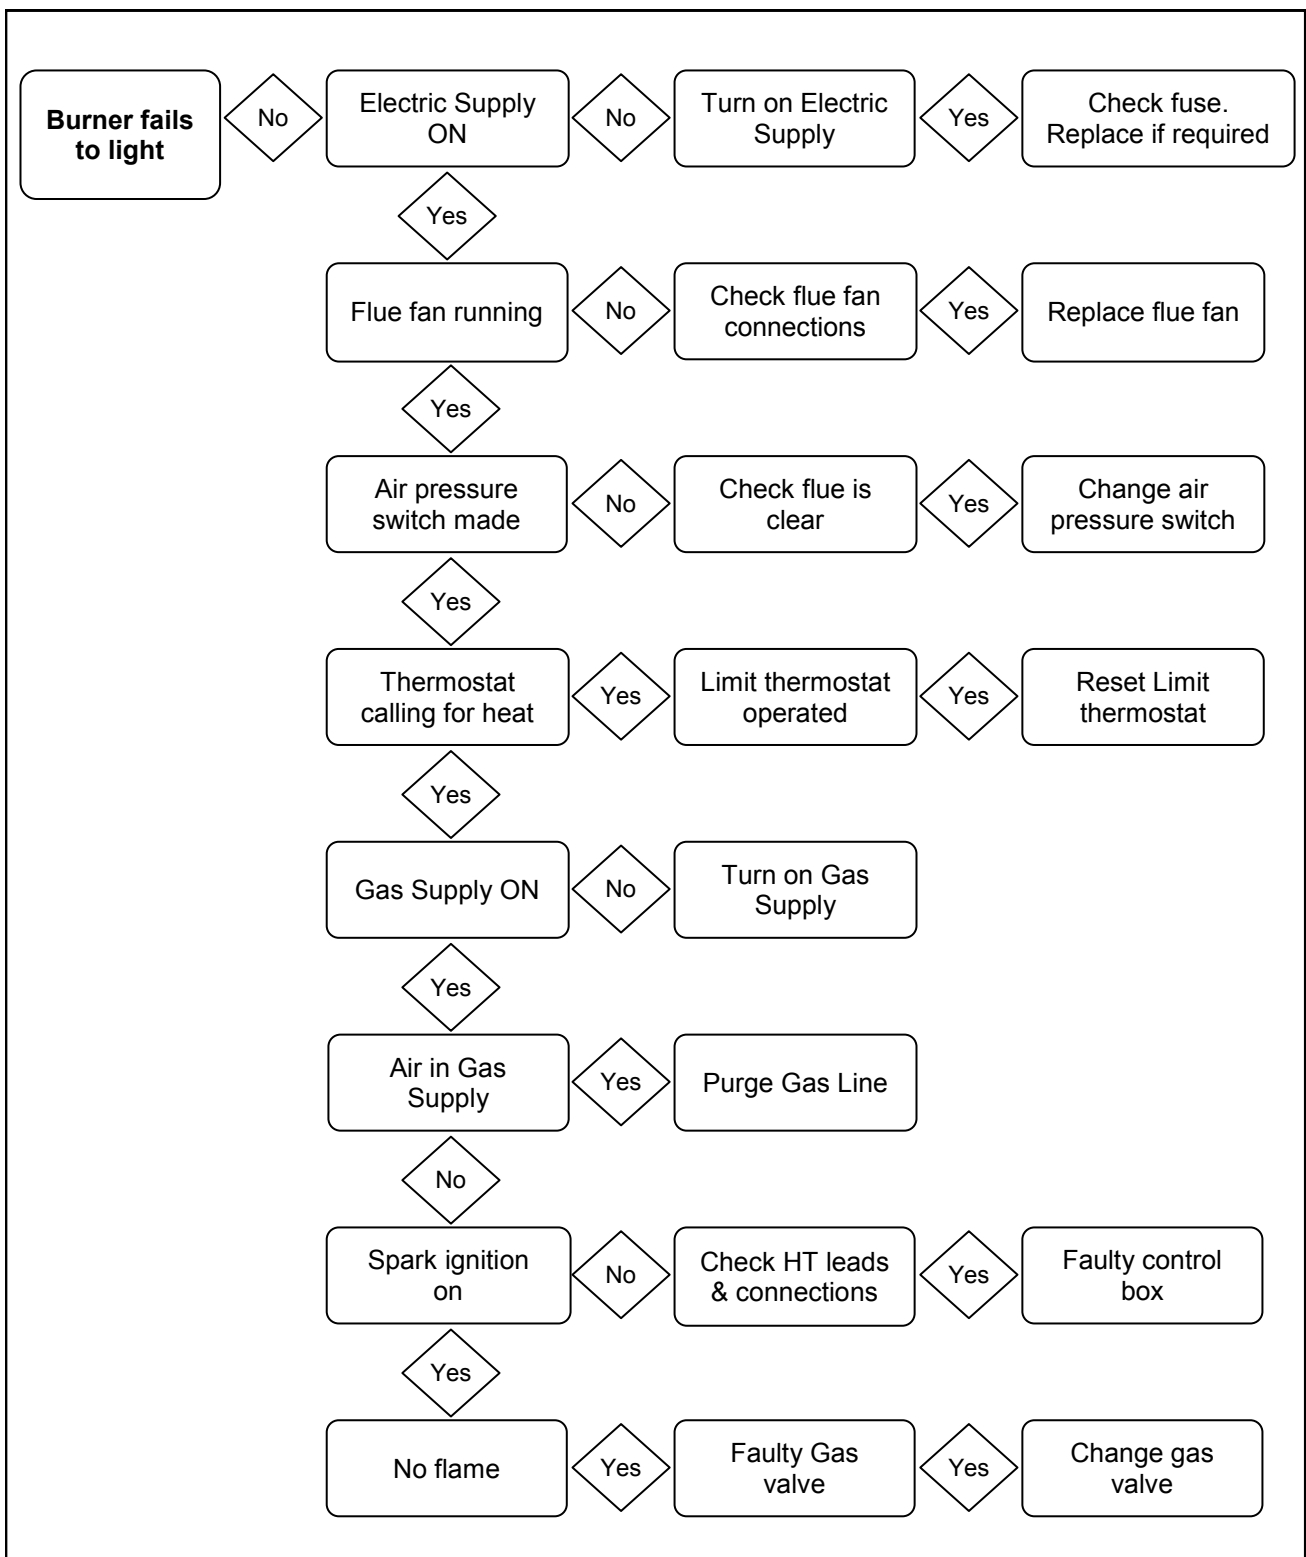 Burner fails
to light
No
Electric Supply
ON
No
Turn on Electric
Supply
Yes
Check fuse.
Replace if required
Yes
Flue fan running
No
Check flue fan
connections
Yes
Replace flue fan
Yes
Air pressure
switch made
No
Check flue is
clear
Yes
Change air
pressure switch
Yes
Thermostat
calling for heat
Yes
Limit thermostat
operated
Yes
Reset Limit
thermostat
Yes
Gas Supply ON
No
Turn on Gas
Supply
Yes
Air in Gas
Supply
Yes
Purge Gas Line
No
Spark ignition
on
No
Check HT leads
& connections
Yes
Faulty control
box
Yes
No flame
Yes
Faulty Gas
valve
Yes
Change gas
valve